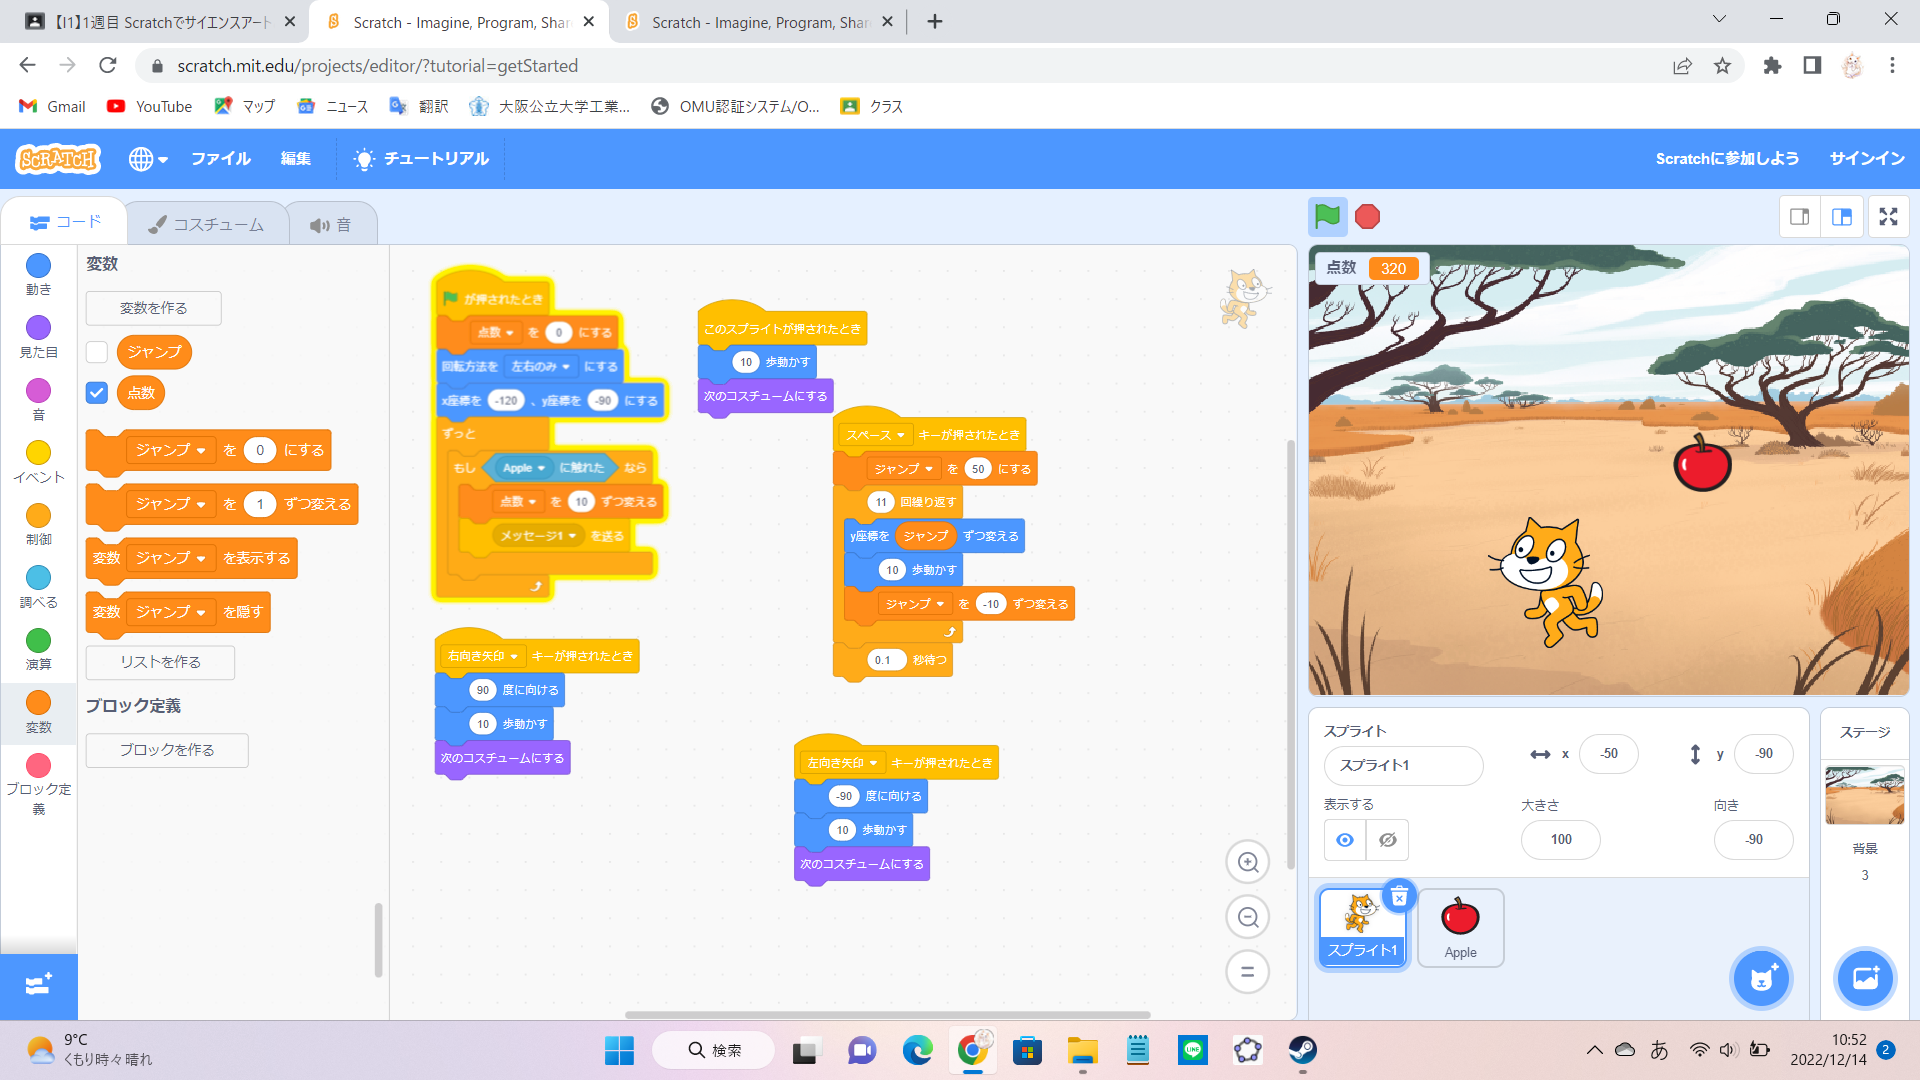 【I1】1週目 Scratchでサイエンスアート
Scratch - Imagine, Program, Shar
Scratch - Imagine, Program, Shar
scratch.mit.edu/projects/editor/?tutorial=getStarted
Gmail
YouTube
マップ
ニュース
翻訳
大阪公立大学工業...
OMU認証システム/O...
クラス
SCRATCH
ファイル
編集
チュートリアル
Scratchに参加しよう
サインイン
コード
コスチューム
音
動き
見た目
音
イベント
制御
調べる
演算
変数
ブロック定
義
変数
変数を作る
ジャンプ
点数
ジャンプ を 0 にする
ジャンプ を 1 ずつ変える
変数 ジャンプ を表示する
変数 ジャンプ を隠す
リストを作る
ブロック定義
ブロックを作る
が押されたとき
点数 を 0 にする
回転方法を 左右のみ にする
x座標を -120 、y座標を -90 にする
ずっと
もし Apple に触れた なら
点数 を 10 ずつ変える
メッセージ1 を送る
右向き矢印 キーが押されたとき
90 度に向ける
10 歩動かす
次のコスチュームにする
このスプライトが押されたとき
10 歩動かす
次のコスチュームにする
スペース キーが押されたとき
ジャンプ を 50 にする
11 回繰り返す
y座標を ジャンプ ずつ変える
10 歩動かす
ジャンプ を -10 ずつ変える
0.1 秒待つ
左向き矢印 キーが押されたとき
-90 度に向ける
10 歩動かす
次のコスチュームにする
点数 320
スプライト
スプライト1
x -50
y -90
表示する
大きさ
100
向き
-90
スプライト1
Apple
ステージ
背景
3
9°C
くもり時々晴れ
検索
LINE
あ
10:52
2022/12/14
2